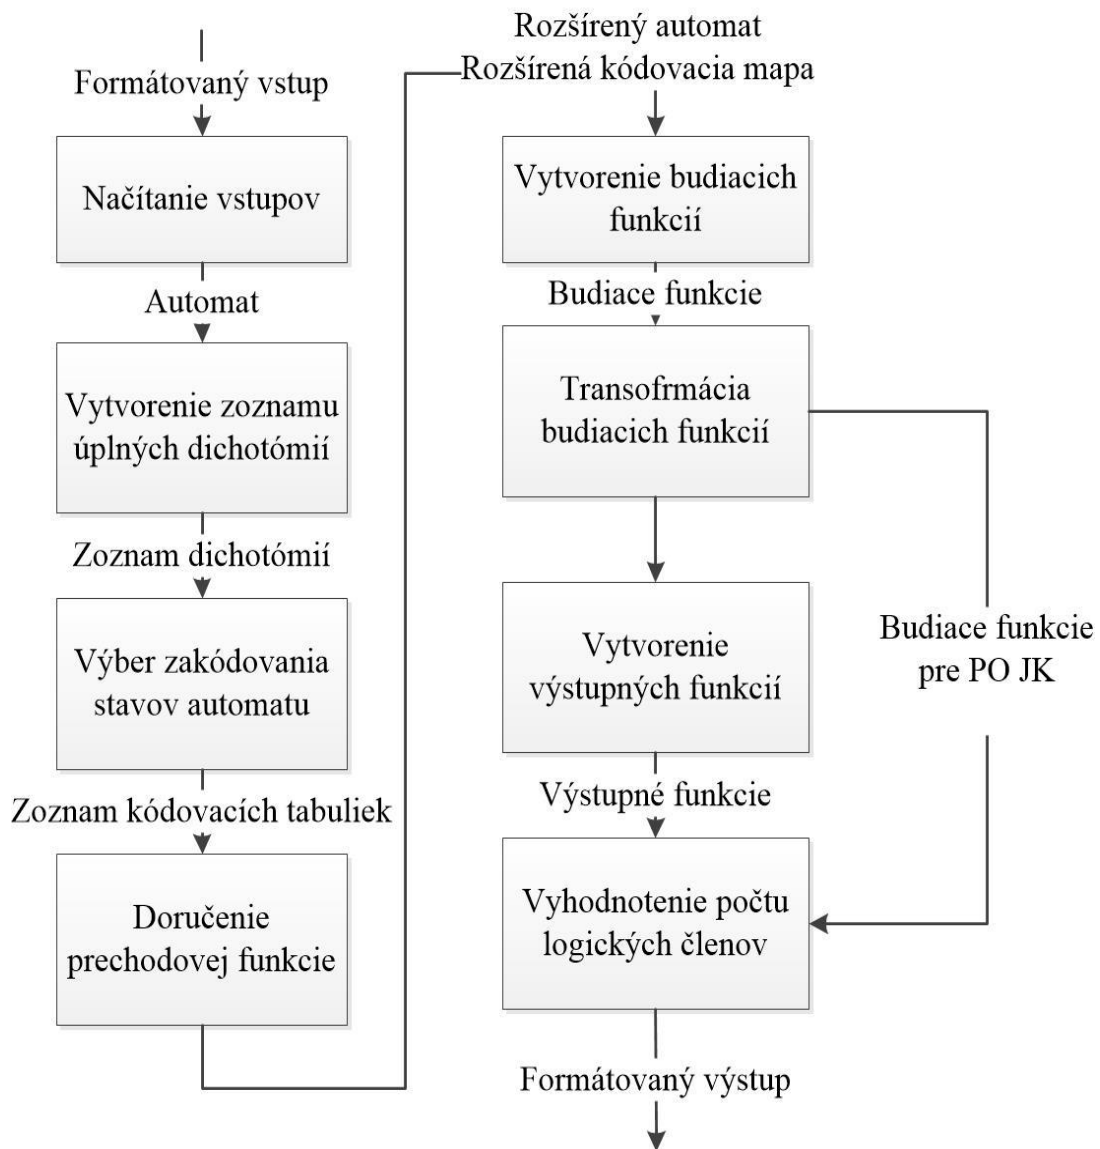 Formátovaný vstup
Načítanie vstupov
Automat
Vytvorenie zoznamu
úplných dichotómií
Zoznam dichotómií
Výber zakódovania
stavov automatu
Zoznam kódovacích tabuliek
Doručenie
prechodovej funkcie
Rozšírený automat
Rozšírená kódovacia mapa
Vytvorenie budiacich
funkcií
Budiace funkcie
Transofrmácia
budiacich funkcií
Budiace funkcie
pre PO JK
Vytvorenie
výstupných funkcií
Výstupné funkcie
Vyhodnotenie počtu
logických členov
Formátovaný výstup